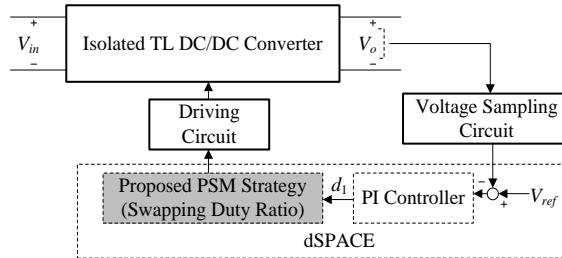 +
+
V_in
Isolated TL DC/DC Converter
V_o
−
−
Driving
Circuit
Voltage Sampling
Circuit
Proposed PSM Strategy
(Swapping Duty Ratio)
d_1
PI Controller
−
+
V_ref
dSPACE